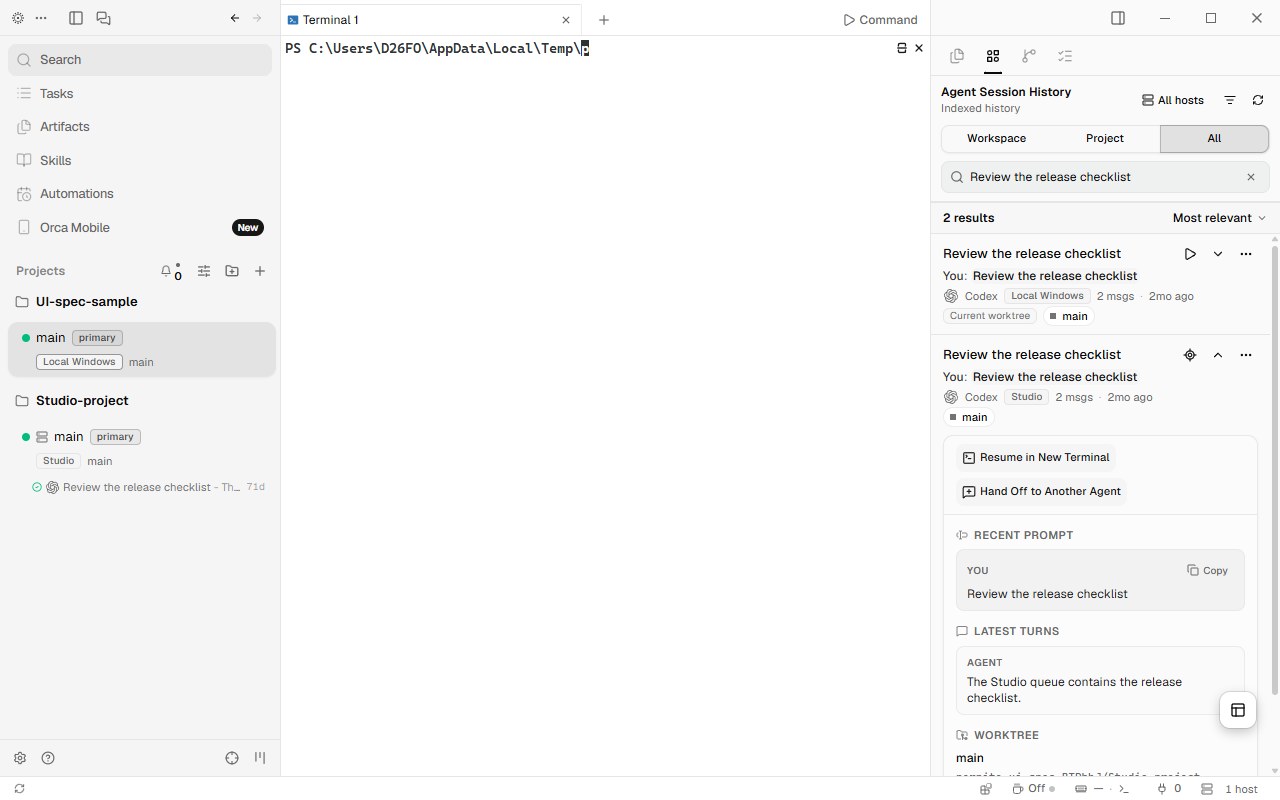 Terminal 1
Command
Search
PS C:\Users\D26FO\AppData\Local\Temp\p
Tasks
Artifacts
Skills
Automations
Orca Mobile
New
Projects
0
UI-spec-sample
main primary
Local Windows main
Studio-project
main primary
Studio main
Review the release checklist - Th… 71d
Agent Session History
Indexed history
All hosts
Workspace Project All
Review the release checklist
2 results
Most relevant
Review the release checklist
You: Review the release checklist
Codex Local Windows 2 msgs · 2mo ago
Current worktree main
Review the release checklist
You: Review the release checklist
Codex Studio 2 msgs · 2mo ago
main
Resume in New Terminal
Hand Off to Another Agent
RECENT PROMPT
YOU
Copy
Review the release checklist
LATEST TURNS
AGENT
The Studio queue contains the release
checklist.
WORKTREE
main
Off
0
1 host